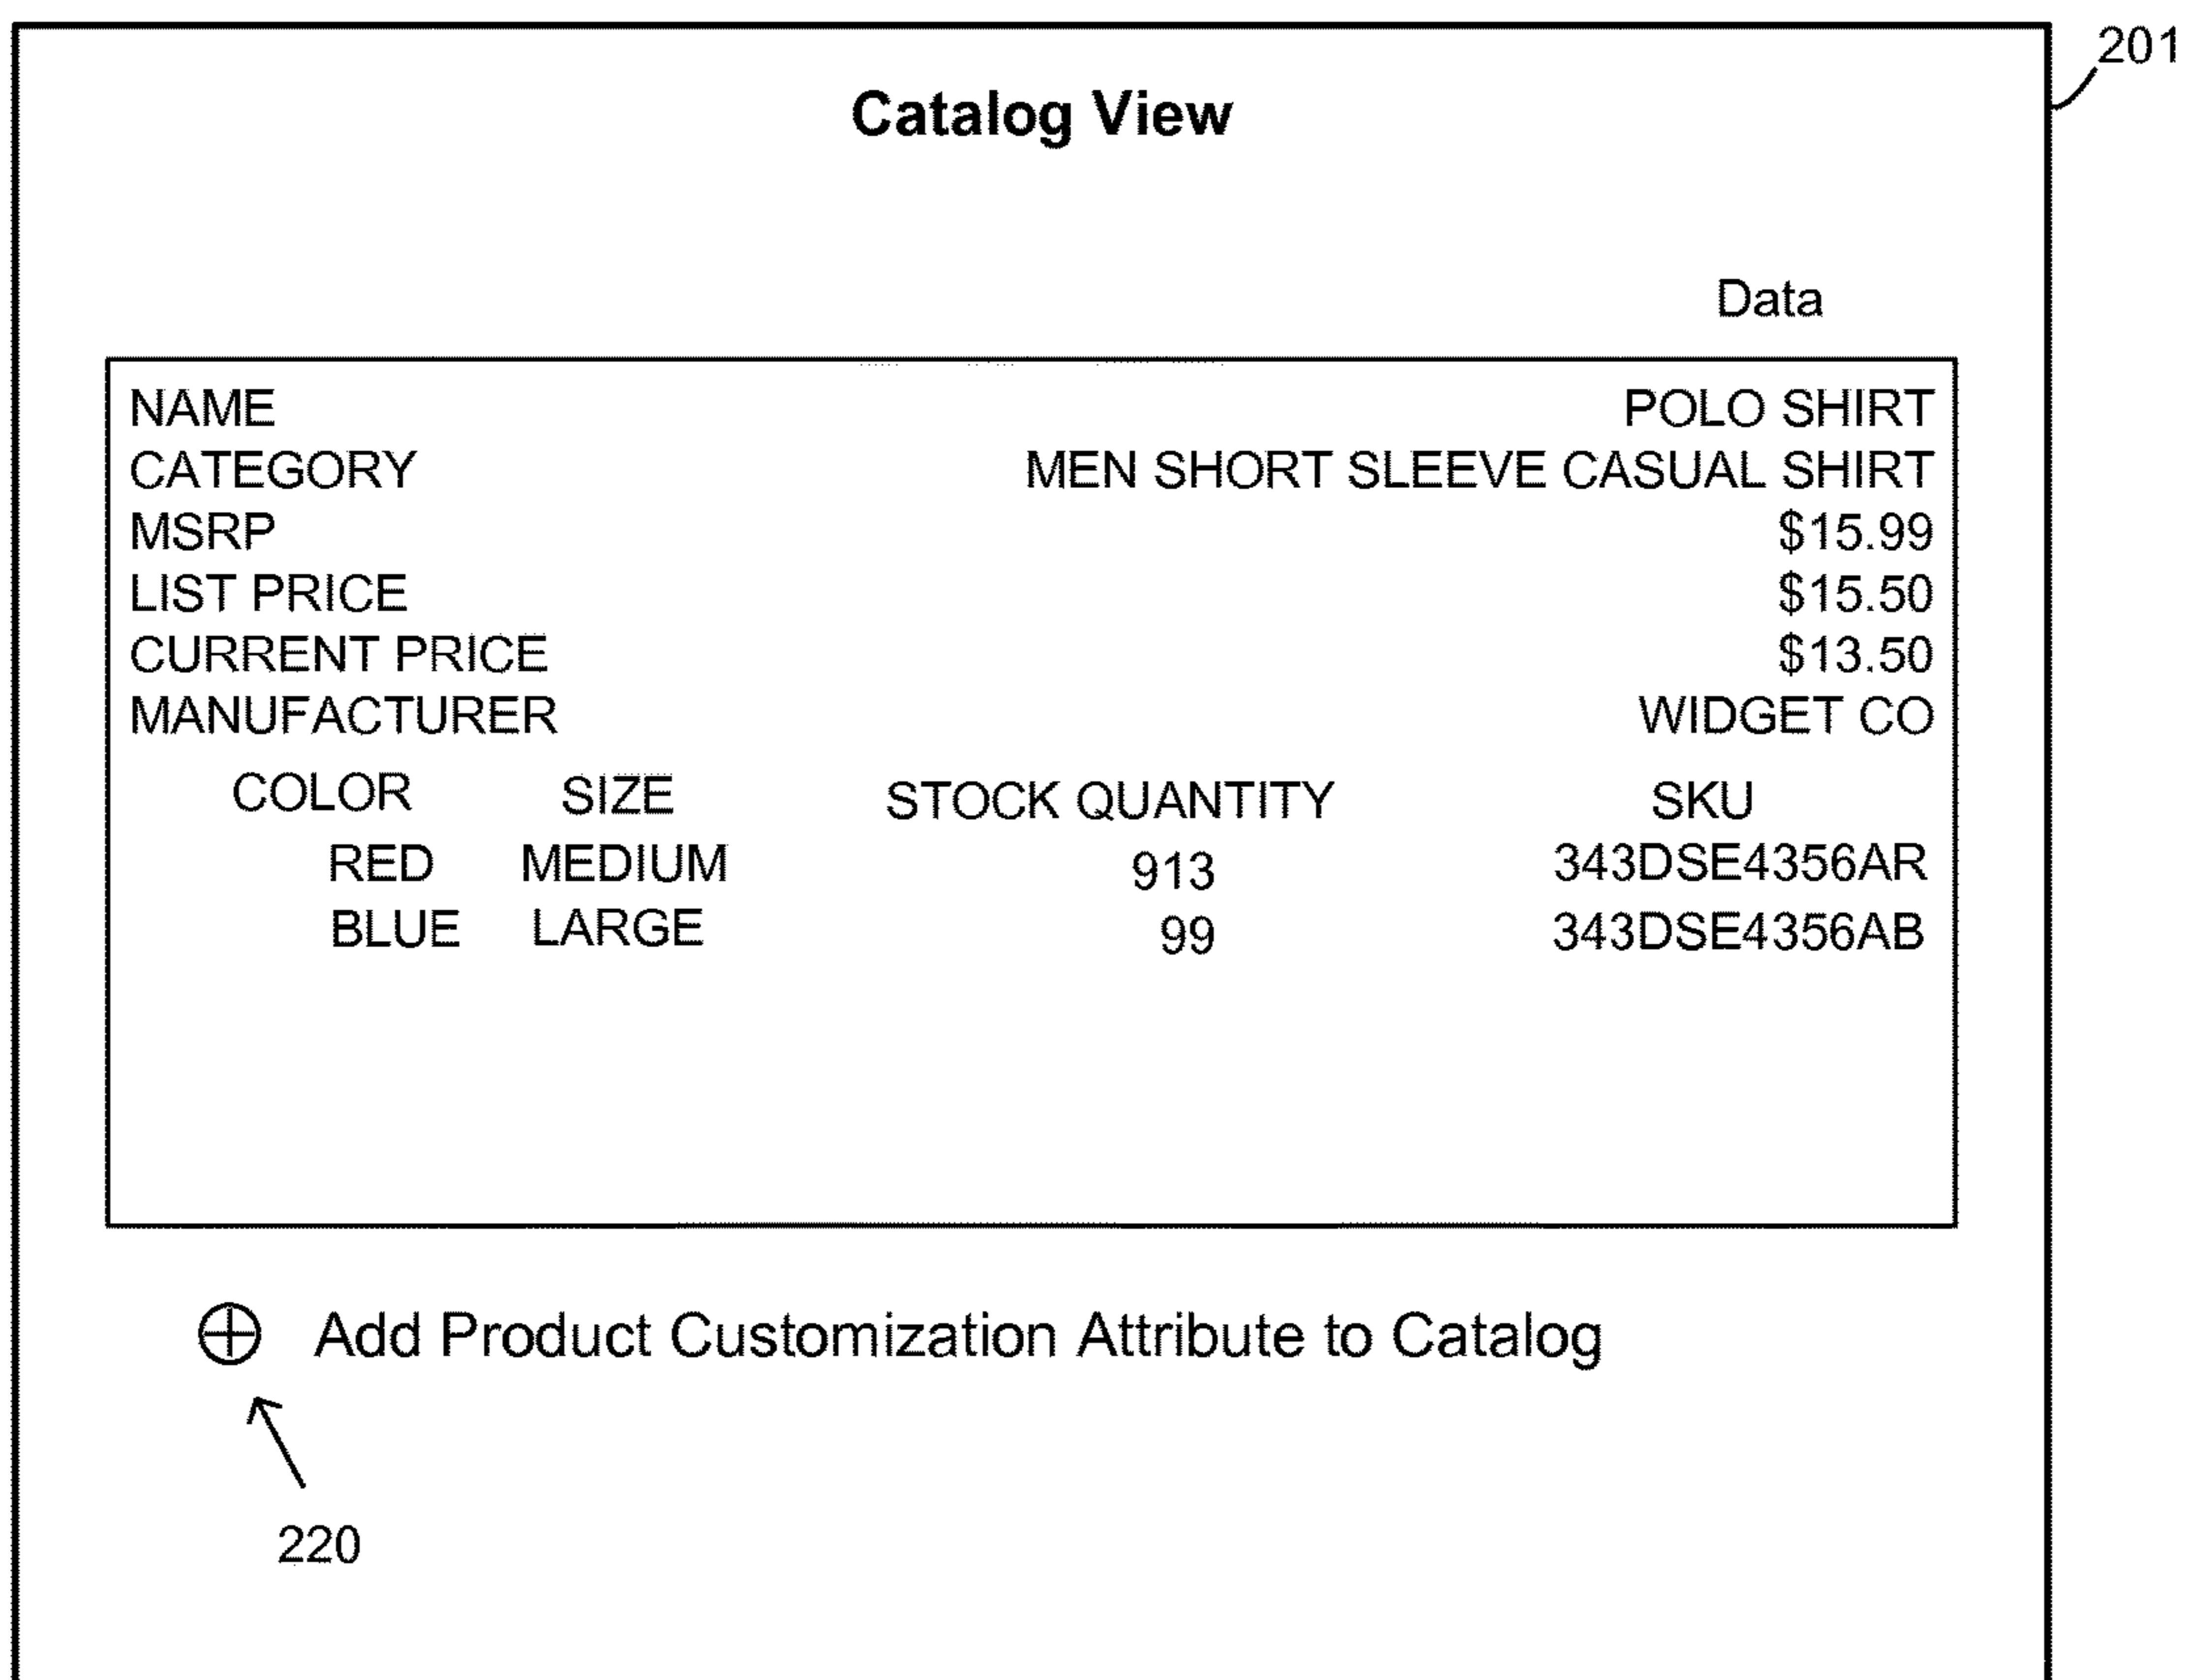 201
Catalog View
Data
NAME POLO SHIRT
CATEGORY MEN SHORT SLEEVE CASUAL SHIRT
MSRP $15.99
LIST PRICE $15.50
CURRENT PRICE $13.50
MANUFACTURER WIDGET CO
COLOR SIZE STOCK QUANTITY SKU
RED MEDIUM 913 343DSE4356AR
BLUE LARGE 99 343DSE4356AB
Add Product Customization Attribute to Catalog
220